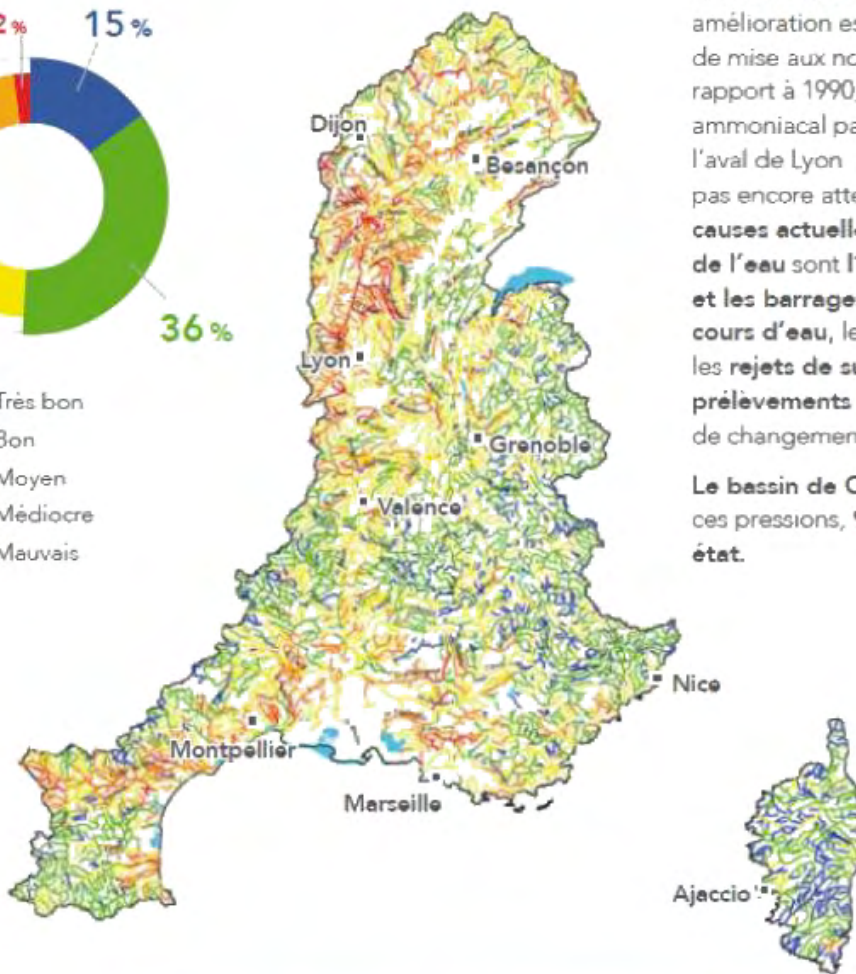 2 %
15 %
36 %
Très bon
Bon
Moyen
Médiocre
Mauvais
Dijon
Besançon
Lyon
Grenoble
Valence
Nice
Montpellier
Marseille
Ajaccio
amélioration es
de mise aux no
rapport à 1990,
ammoniacal pa
l'aval de Lyon
pas encore atte
causes actuelle
de l'eau sont l'
et les barrage
cours d'eau, le
les rejets de su
prélèvements
de changemen
Le bassin de C
ces pressions,
état.